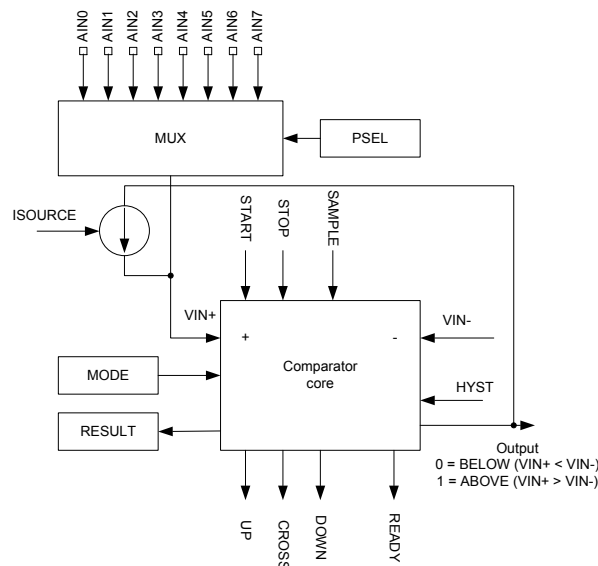 AIN0
AIN1
AIN2
AIN3
AIN4
AIN5
AIN6
AIN7
MUX
PSEL
ISOURCE
START
STOP
SAMPLE
VIN+
VIN-
+
-
MODE
Comparator
core
HYST
RESULT
Output
0 = BELOW (VIN+ < VIN-)
1 = ABOVE (VIN+ > VIN-)
UP
CROSS
DOWN
READY